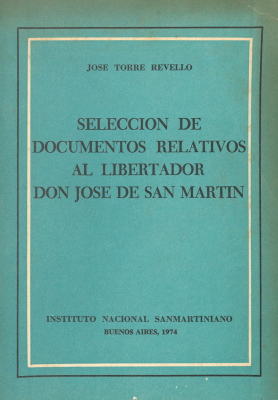 JOSE TORRE REVELLO
SELECCION DE
DOCUMENTOS RELATIVOS
AL LIBERTADOR
DON JOSE DE SAN MARTIN
INSTITUTO NACIONAL SANMARTINIANO
BUENOS AIRES, 1974